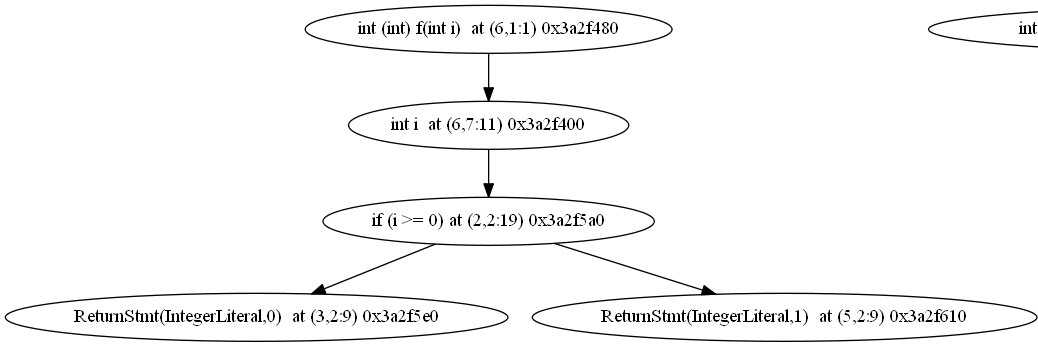 int (int) f(int i) at (6,1:1) 0x3a2f480
int
int i at (6,7:11) 0x3a2f400
if (i >= 0) at (2,2:19) 0x3a2f5a0
ReturnStmt(IntegerLiteral,0) at (3,2:9) 0x3a2f5e0
ReturnStmt(IntegerLiteral,1) at (5,2:9) 0x3a2f610